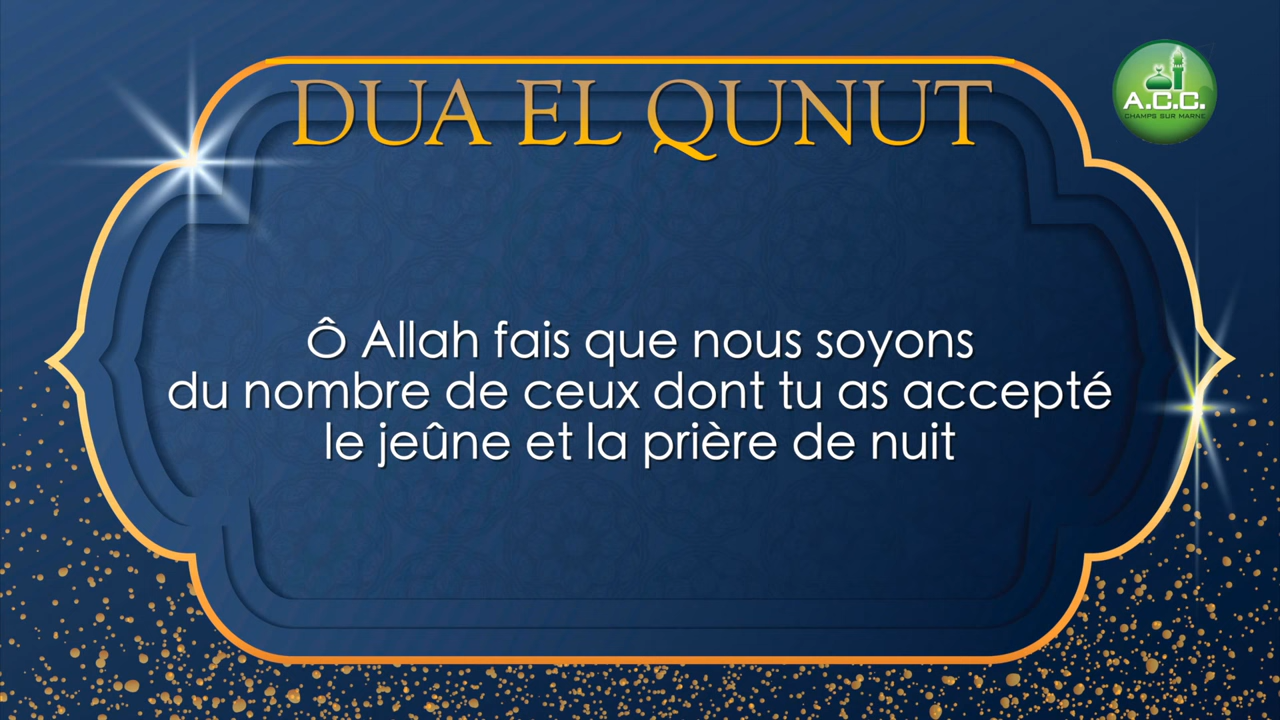 DUA EL QUNUT
A.C.C.
CHAMPS SUR MARNE
Ô Allah fais que nous soyons
du nombre de ceux dont tu as accepté
le jeûne et la prière de nuit